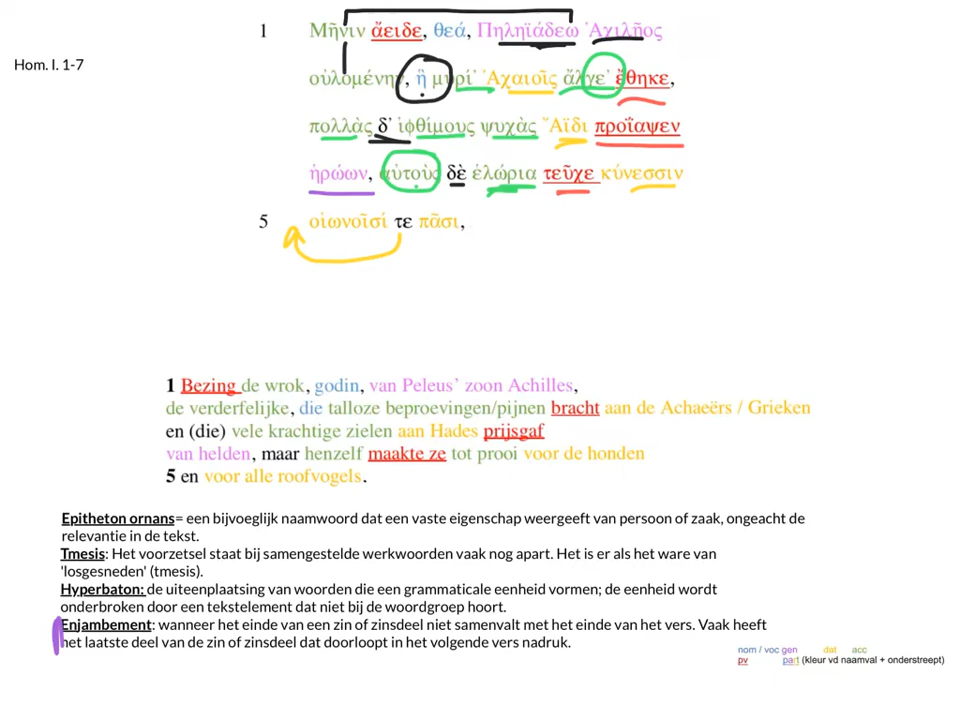 Hom. I. 1-7
1 Μῆνιν ἄειδε, θεά, Πηληϊάδεω Ἀχιλῆος
οὐλομένην, ἣ μυρί’ Ἀχαιοῖς ἄλγε’ ἔθηκε,
πολλὰς δ’ ἰφθίμους ψυχὰς Ἄϊδι προΐαψεν
ἡρώων, αὐτοὺς δὲ ἑλώρια τεῦχε κύνεσσιν
5 οἰωνοῖσί τε πᾶσι,
1 Bezing de wrok, godin, van Peleus’ zoon Achilles,
de verderfelijke, die talloze beproevingen/pijnen bracht aan de Achaeërs / Grieken
en (die) vele krachtige zielen aan Hades prijsgaf
van helden, maar henzelf maakte ze tot prooi voor de honden
5 en voor alle roofvogels.
Epitheton ornans= een bijvoeglijk naamwoord dat een vaste eigenschap weergeeft van persoon of zaak, ongeacht de
relevantie in de tekst.
Tmesis: Het voorzetsel staat bij samengestelde werkwoorden vaak nog apart. Het is er als het ware van
'losgesneden' (tmesis).
Hyperbaton: de uiteenplaatsing van woorden die een grammaticale eenheid vormen; de eenheid wordt
onderbroken door een tekstelement dat niet bij de woordgroep hoort.
Enjambement: wanneer het einde van een zin of zinsdeel niet samenvalt met het einde van het vers. Vaak heeft
het laatste deel van de zin of zinsdeel dat doorloopt in het volgende vers nadruk.
nom / voc gen dat acc
pv part (kleur vd naamval + onderstreept)